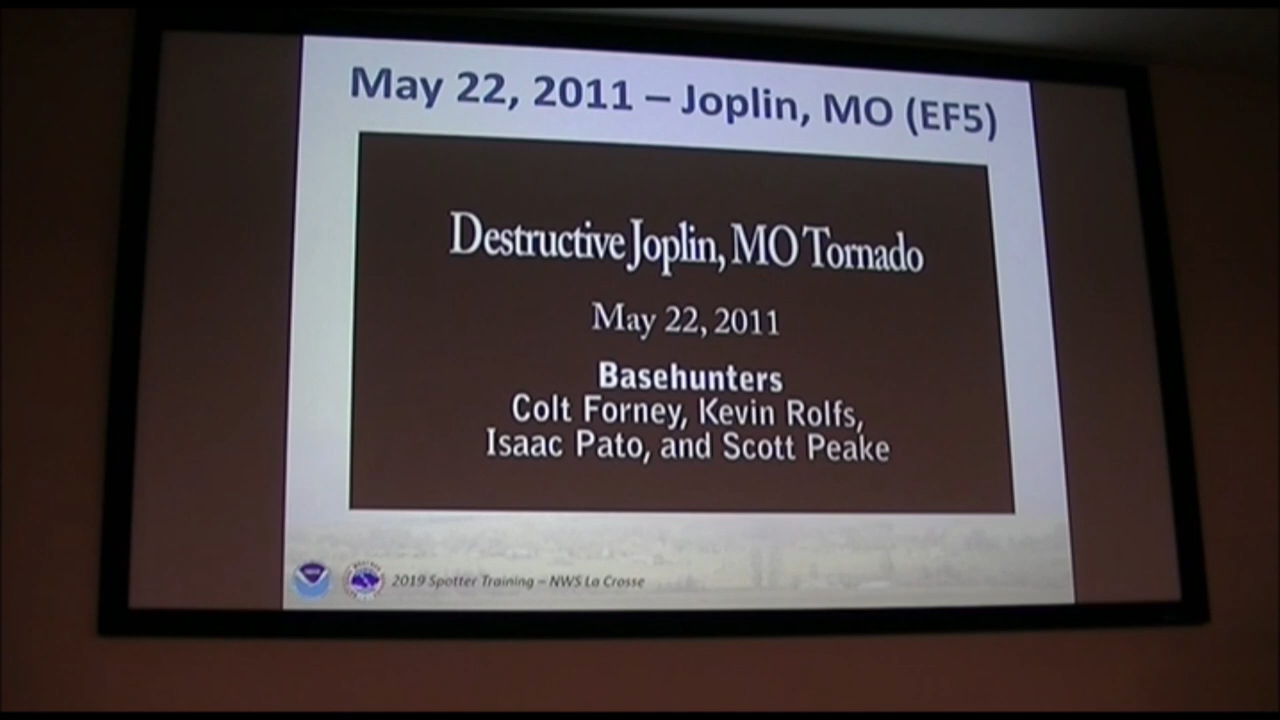 May 22, 2011 – Joplin, MO (EF5)
Destructive Joplin, MO Tornado
May 22, 2011
Basehunters
Colt Forney, Kevin Rolfs,
Isaac Pato, and Scott Peake
2019 Spotter Training – NWS La Crosse